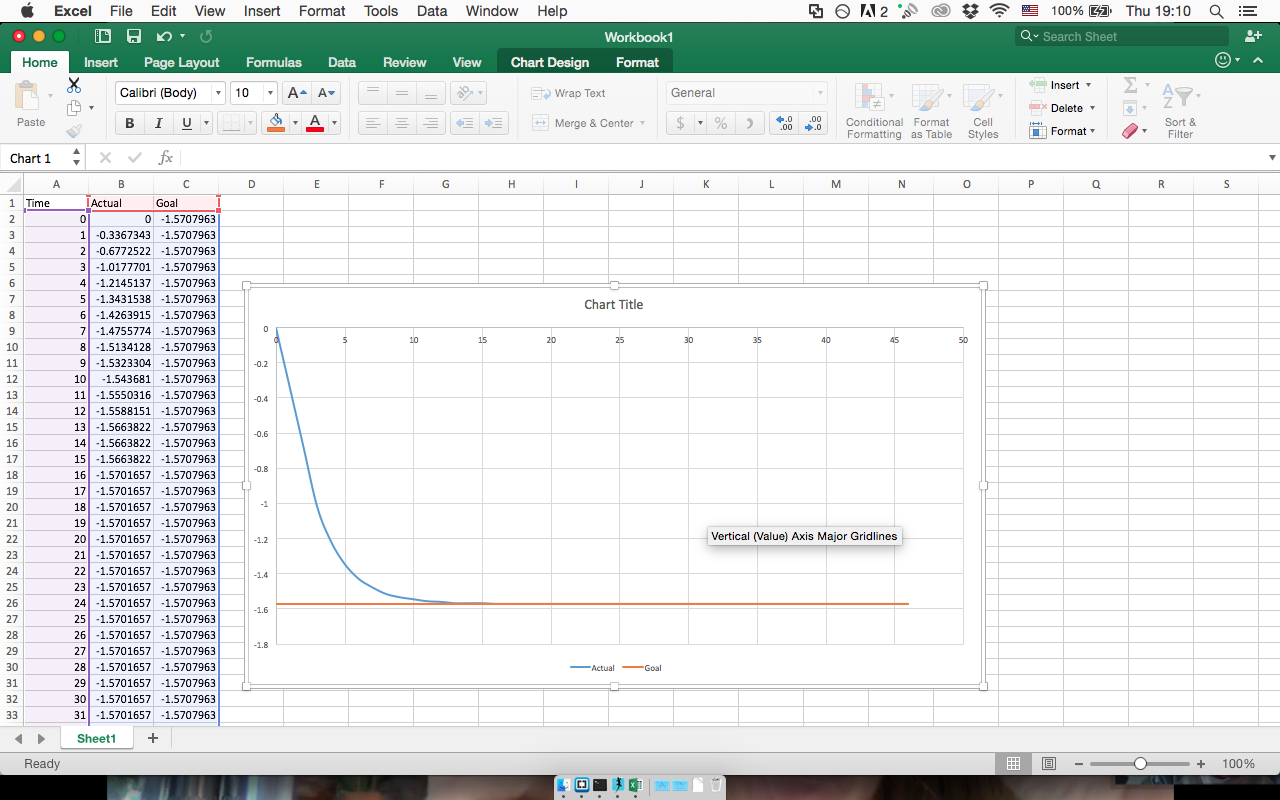 Excel File Edit View Insert Format Tools Data Window Help 2 100% Thu 19:10
Workbook1 Search Sheet
Home Insert Page Layout Formulas Data Review View Chart Design Format
Paste Calibri (Body) 10 A A Wrap Text General Conditional Formatting Format as Table Cell Styles Insert Delete Format Sort & Filter
B I U A Merge & Center $ % .0 .00 .00 .0
Chart 1 fx
A B C D E F G H I J K L M N O P Q R S
1 Time Actual Goal
2 0 0 -1.5707963
3 1 -0.3367343 -1.5707963
4 2 -0.6772522 -1.5707963
5 3 -1.0177701 -1.5707963
6 4 -1.2145137 -1.5707963
7 5 -1.3431538 -1.5707963
8 6 -1.4263915 -1.5707963
9 7 -1.4755774 -1.5707963
10 8 -1.5134128 -1.5707963
11 9 -1.5323304 -1.5707963
12 10 -1.543681 -1.5707963
13 11 -1.5550316 -1.5707963
14 12 -1.5588151 -1.5707963
15 13 -1.5663822 -1.5707963
16 14 -1.5663822 -1.5707963
17 15 -1.5663822 -1.5707963
18 16 -1.5701657 -1.5707963
19 17 -1.5701657 -1.5707963
20 18 -1.5701657 -1.5707963
21 19 -1.5701657 -1.5707963
22 20 -1.5701657 -1.5707963
23 21 -1.5701657 -1.5707963
24 22 -1.5701657 -1.5707963
25 23 -1.5701657 -1.5707963
26 24 -1.5701657 -1.5707963
27 25 -1.5701657 -1.5707963
28 26 -1.5701657 -1.5707963
29 27 -1.5701657 -1.5707963
30 28 -1.5701657 -1.5707963
31 29 -1.5701657 -1.5707963
32 30 -1.5701657 -1.5707963
33 31 -1.5701657 -1.5707963
Chart Title
0
0 5 10 15 20 25 30 35 40 45 50
-0.2
-0.4
-0.6
-0.8
-1
-1.2
Vertical (Value) Axis Major Gridlines
-1.4
-1.6
-1.8
Actual Goal
Sheet1 +
Ready 100%